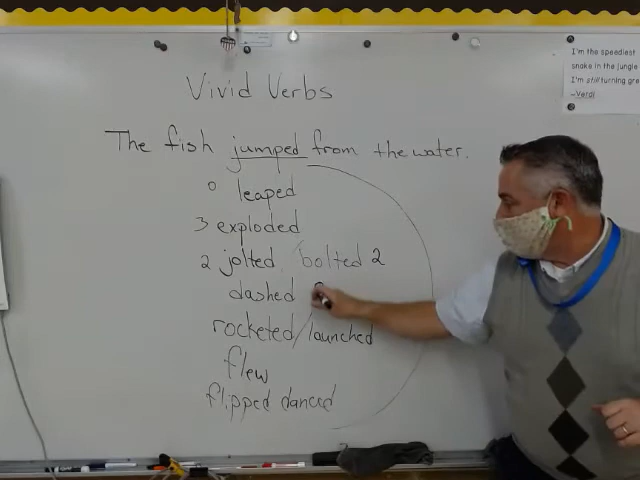 Vivid Verbs
The fish jumped from the water.
0 leaped
3 exploded
2 jolted / bolted 2
dashed
rocketed / launched
flew
flipped danced
I'm the speediest
snake in the jungle
I'm still turning gre
-Verdi